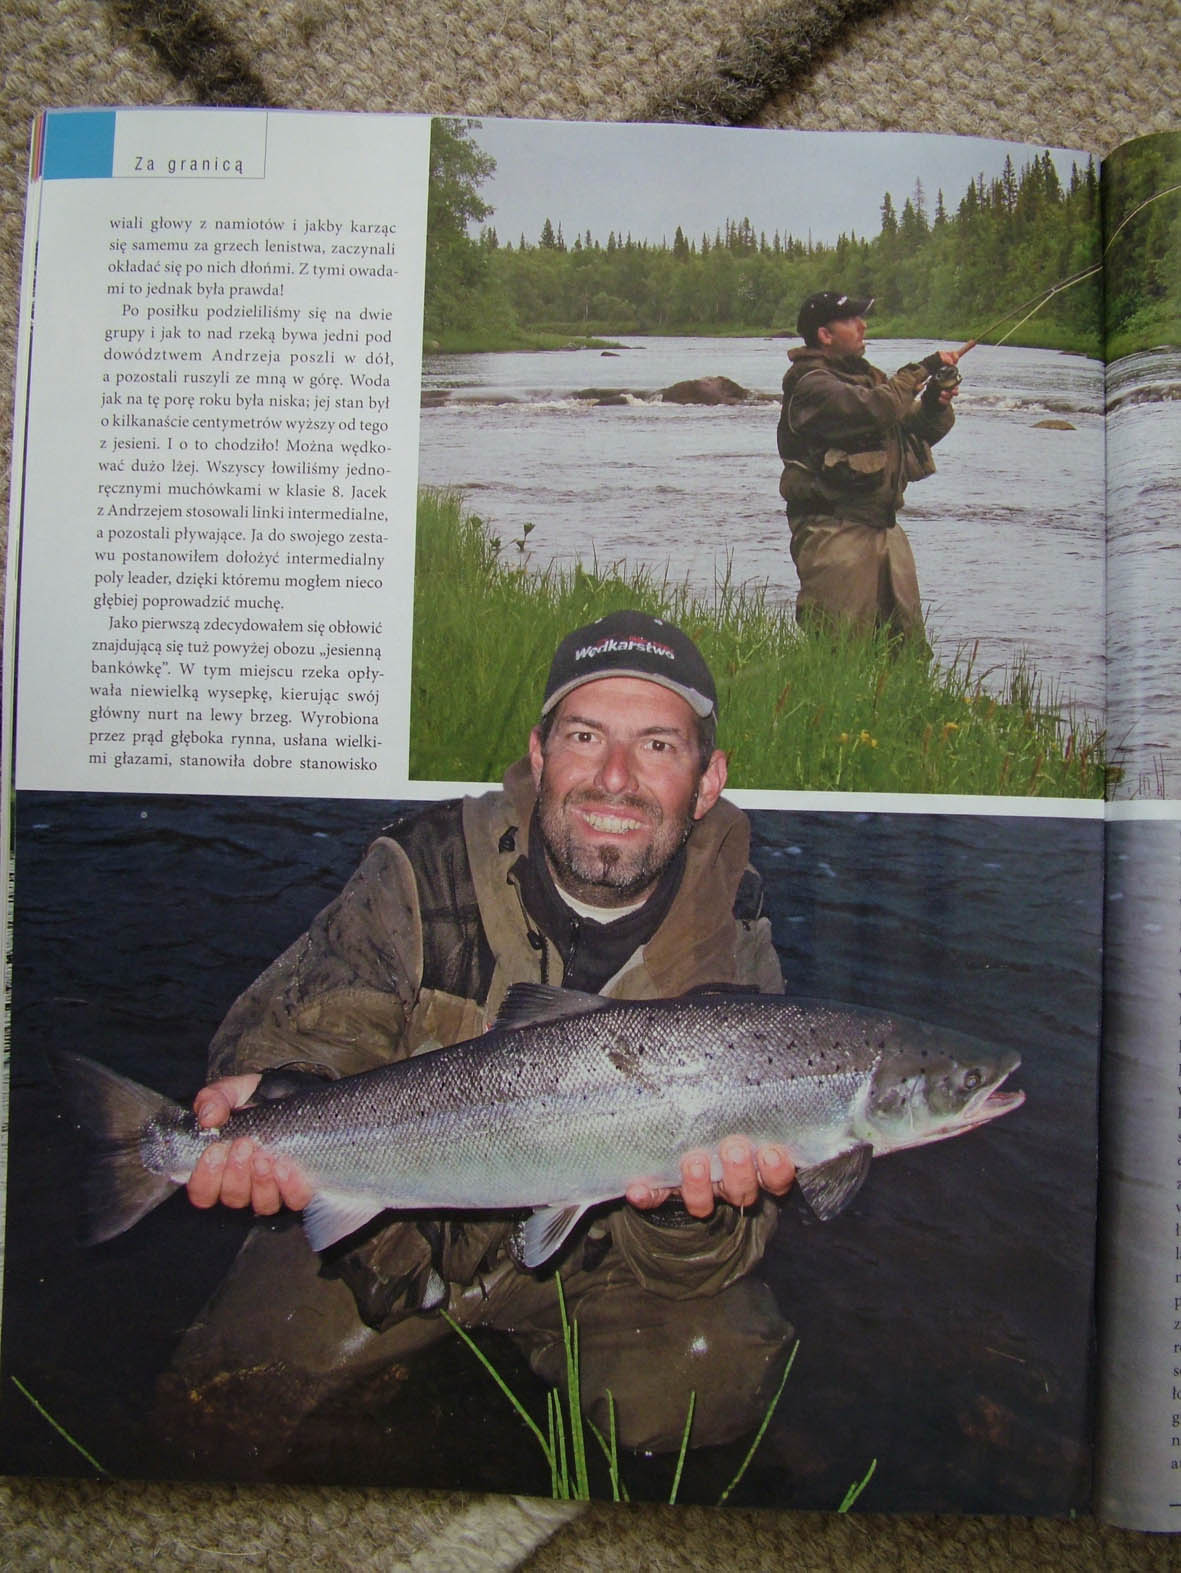 Za granicą
wiali głowy z namiotów i jakby karząc
się samemu za grzech lenistwa, zaczynali
okładać się po nich dłońmi. Z tymi owada-
mi to jednak była prawda!
Po posiłku podzieliliśmy się na dwie
grupy i jak to nad rzeką bywa jedni pod
dowództwem Andrzeja poszli w dół,
a pozostali ruszyli ze mną w górę. Woda
jak na tę porę roku była niska; jej stan był
o kilkanaście centymetrów wyższy od tego
z jesieni. I o to chodziło! Można wędko-
wać dużo lżej. Wszyscy łowiliśmy jedno-
ręcznymi muchówkami w klasie 8. Jacek
z Andrzejem stosowali linki intermedialne,
a pozostali pływające. Ja do swojego zesta-
wu postanowiłem dołożyć intermedialny
poly leader, dzięki któremu mogłem nieco
głębiej poprowadzić muchę.
Jako pierwszą zdecydowałem się obłowić
znajdującą się tuż powyżej obozu „jesienną
bankówkę”. W tym miejscu rzeka opły-
wała niewielką wysepkę, kierując swój
główny nurt na lewy brzeg. Wyrobiona
przez prąd głęboka rynna, usłana wielki-
mi głazami, stanowiła dobre stanowisko
Wędkarstwo